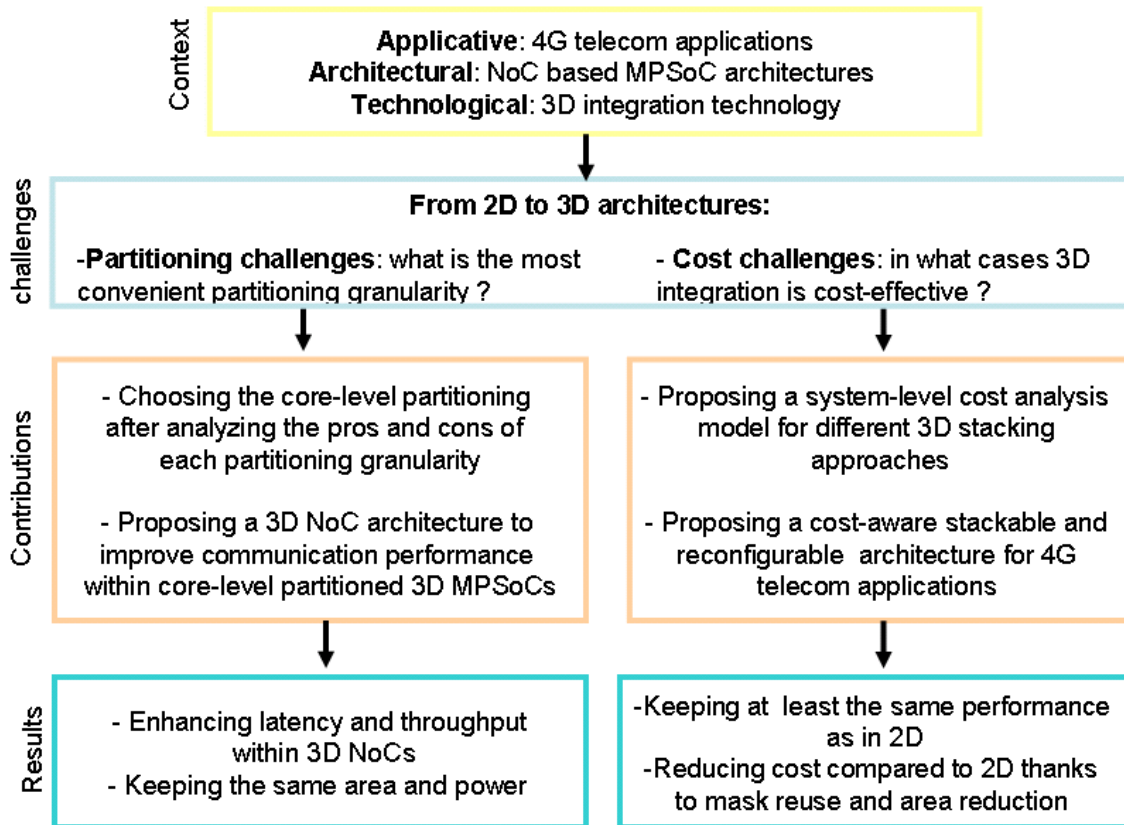 Context
Applicative: 4G telecom applications
Architectural: NoC based MPSoC architectures
Technological: 3D integration technology
challenges
From 2D to 3D architectures:
-Partitioning challenges: what is the most
convenient partitioning granularity ?
- Cost challenges: in what cases 3D
integration is cost-effective ?
Contributions
- Choosing the core-level partitioning
after analyzing the pros and cons of
each partitioning granularity
- Proposing a 3D NoC architecture to
improve communication performance
within core-level partitioned 3D MPSoCs
- Proposing a system-level cost analysis
model for different 3D stacking
approaches
- Proposing a cost-aware stackable and
reconfigurable architecture for 4G
telecom applications
Results
- Enhancing latency and throughput
within 3D NoCs
- Keeping the same area and power
-Keeping at least the same performance
as in 2D
-Reducing cost compared to 2D thanks
to mask reuse and area reduction